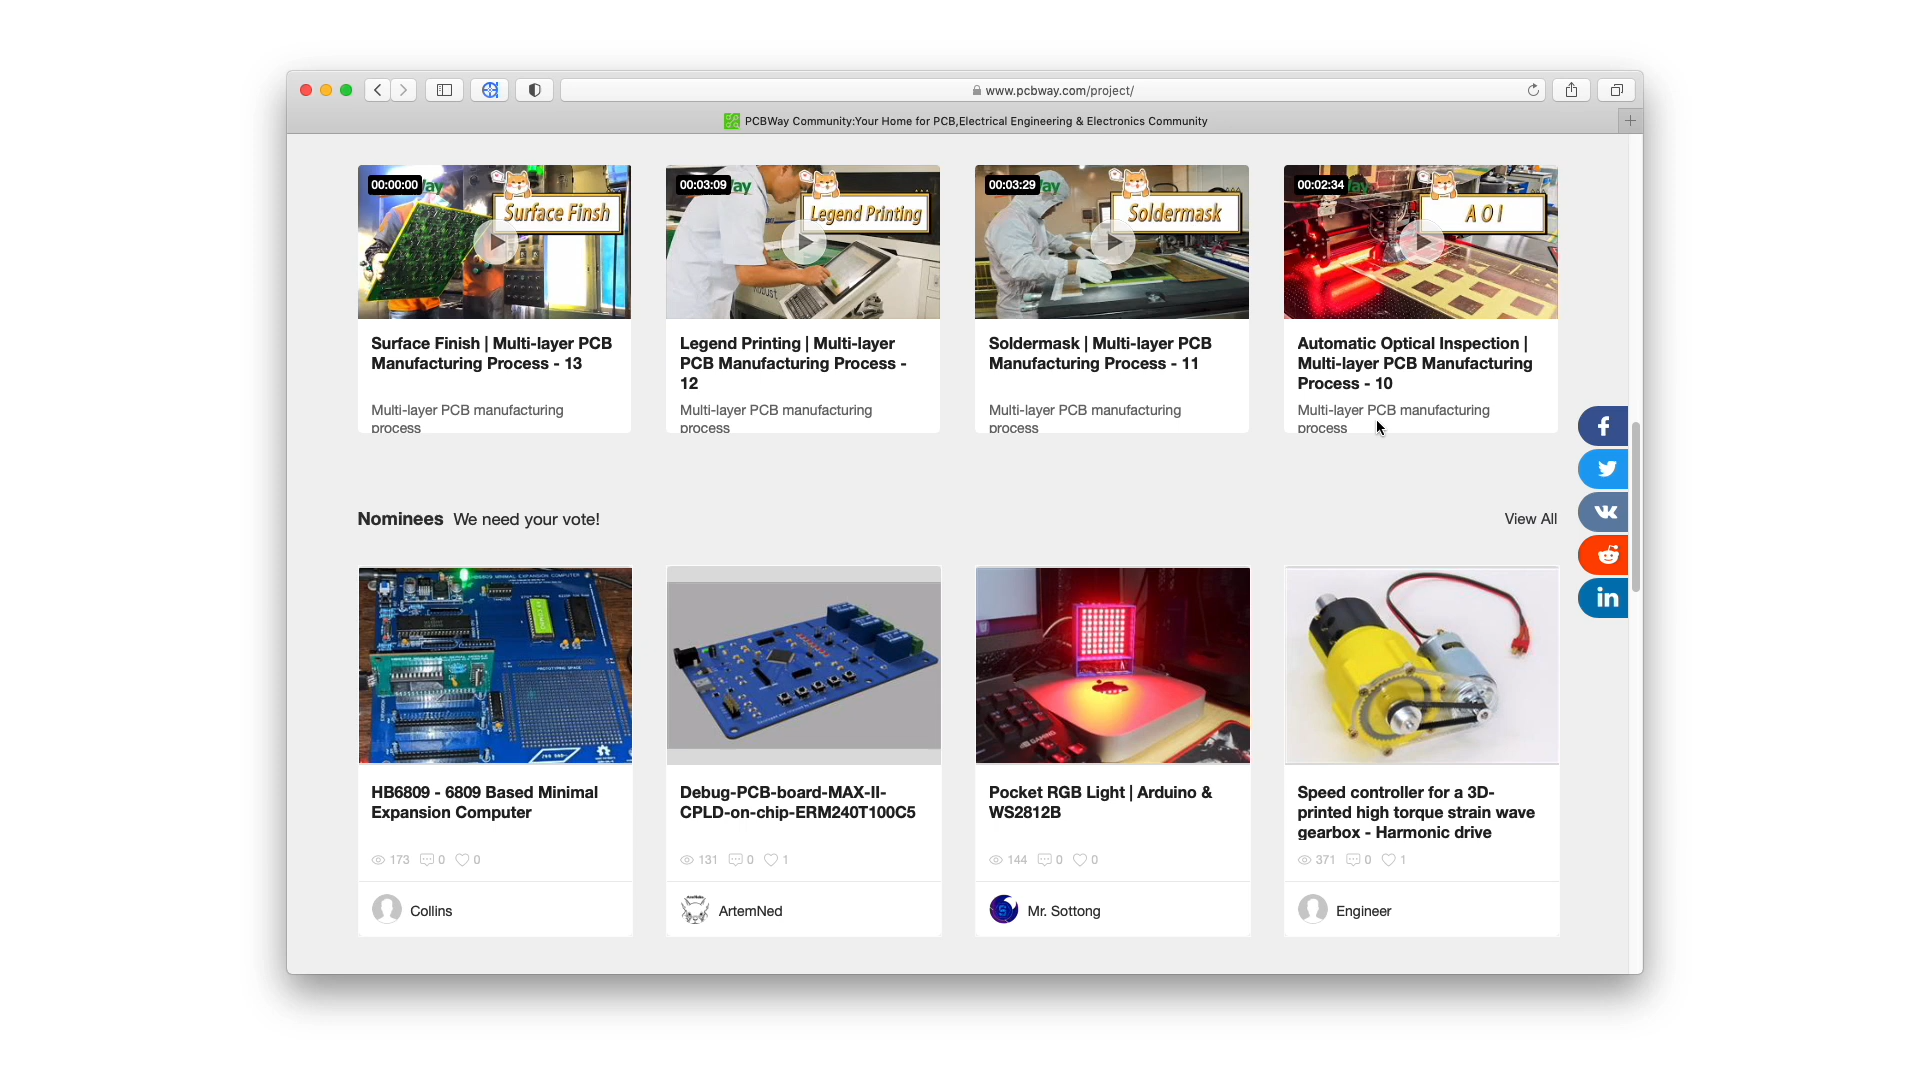 www.pcbway.com/project/
PCBWay Community:Your Home for PCB,Electrical Engineering & Electronics Community
00:00:00
Surface Finsh
00:03:09
Legend Printing
00:03:29
Soldermask
00:02:34
AOI
Surface Finish | Multi-layer PCB
Manufacturing Process - 13
Multi-layer PCB manufacturing
process
Legend Printing | Multi-layer
PCB Manufacturing Process -
12
Multi-layer PCB manufacturing
process
Soldermask | Multi-layer PCB
Manufacturing Process - 11
Multi-layer PCB manufacturing
process
Automatic Optical Inspection |
Multi-layer PCB Manufacturing
Process - 10
Multi-layer PCB manufacturing
process
Nominees We need your vote!
View All
PROTOTYPING SPACE
HB6809 - 6809 Based Minimal
Expansion Computer
173 0 0
Collins
Debug-PCB-board-MAX-II-
CPLD-on-chip-ERM240T100C5
131 0 1
ArtemNed
GAMING
Pocket RGB Light | Arduino &
WS2812B
144 0 0
Mr. Sottong
Speed controller for a 3D-
printed high torque strain wave
gearbox - Harmonic drive
371 0 1
Engineer